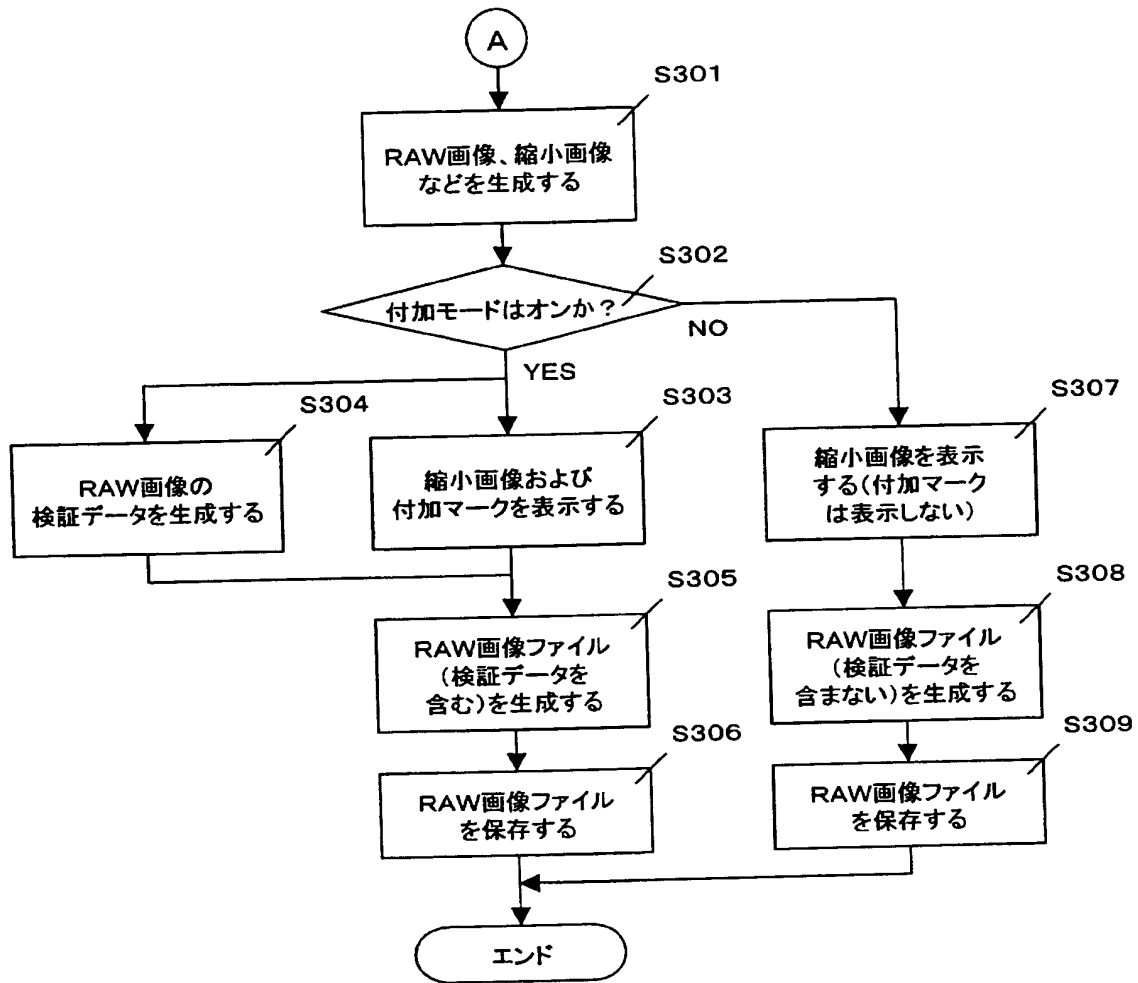 A
S301
RAW画像、縮小画像
などを生成する
S302
付加モードはオンか？
NO
YES
S304
RAW画像の
検証データを生成する
S303
縮小画像および
付加マークを表示する
S307
縮小画像を表示
する(付加マーク
は表示しない)
S305
RAW画像ファイル
(検証データを
含む)を生成する
S308
RAW画像ファイル
(検証データを
含まない)を生成する
S306
RAW画像ファイル
を保存する
S309
RAW画像ファイル
を保存する
エンド